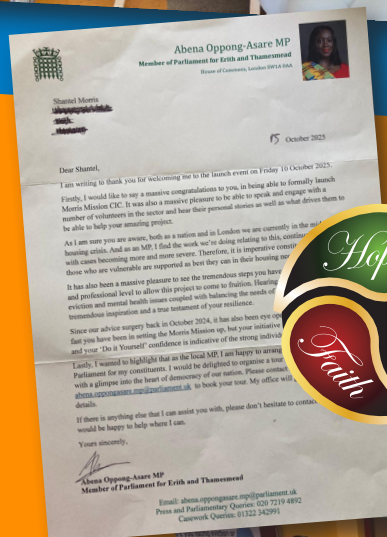 Abena Oppong-Asare MP
Member of Parliament for Erith and Thamesmead
House of Commons, London SW1A 0AA
Shantel Morris
15 October 2025
Dear Shantel,
I am writing to thank you for welcoming me to the launch event on Friday 10 October 2025.
Firstly, I would like to say a massive congratulations to you, in being able to formally launch
Morris Mission CIC. It was also a massive pleasure to be able to speak and engage with a
number of volunteers in the sector and hear their personal stories as well as what drives them to
be able to help your amazing project.
As I am sure you are aware, both as a nation and in London we are currently in the
housing crisis. And as an MP, I find the work we're doing relating to this,
with cases becoming more and more severe. Therefore, it is imperative
those who are vulnerable are supported as best they can in their housing
It has also been a massive pleasure to see the tremendous steps you have
and professional level to allow this project to come to fruition. Hearing
eviction and mental health issues coupled with balancing the needs of
tremendous inspiration and a true testament of your resilience.
Since our advice surgery back in October 2024, it has also been eye
fast you have been in setting the Morris Mission up, but your initiative
and your 'Do it Yourself' confidence is indicative of the strong
Lastly, I wanted to highlight that as the local MP, I am happy to
Parliament for my constituents. I would be delighted to organise a
with a glimpse into the heart of democracy of our nation. Please contact
abena.oppongasare.mp@parliament.uk to book your tour. My office will
details.
If there is anything else that I can assist you with, please don't hesitate to
would be happy to help where I can.
Yours sincerely,
Abena Oppong-Asare MP
Member of Parliament for Erith and Thamesmead
Email: abena.oppongasare.mp@parliament.uk
Press and Parliamentary Queries: 020 7219 4892
Casework Queries: 01322 342991
Hop
Faith